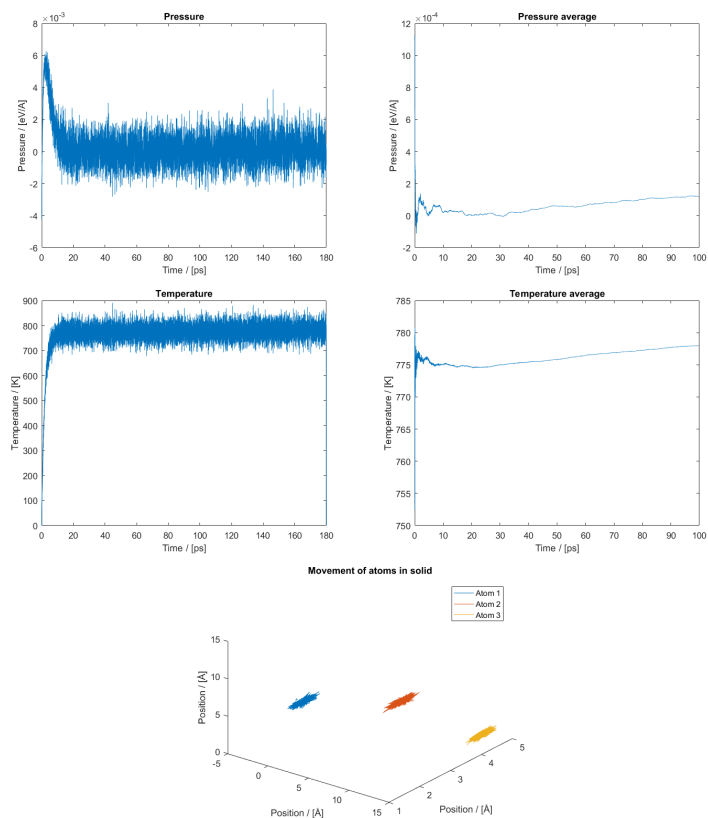 Pressure
×10⁻³
8
6
4
2
0
-2
-4
-6
Pressure / [eV/A]
0 20 40 60 80 100 120 140 160 180
Time / [ps]
Pressure average
×10⁻⁴
12
10
8
6
4
2
0
-2
Pressure / [eV/A]
0 10 20 30 40 50 60 70 80 90 100
Time / [ps]
Temperature
900
800
700
600
500
400
300
200
100
0
Temperature / [K]
0 20 40 60 80 100 120 140 160 180
Time / [ps]
Temperature average
785
780
775
770
765
760
755
750
Temperature / [K]
0 10 20 30 40 50 60 70 80 90 100
Time / [ps]
Movement of atoms in solid
Atom 1
Atom 2
Atom 3
15
10
5
0
Position / [Å]
-5 0 5 10 15
Position / [Å]
1 2 3 4 5
Position / [Å]